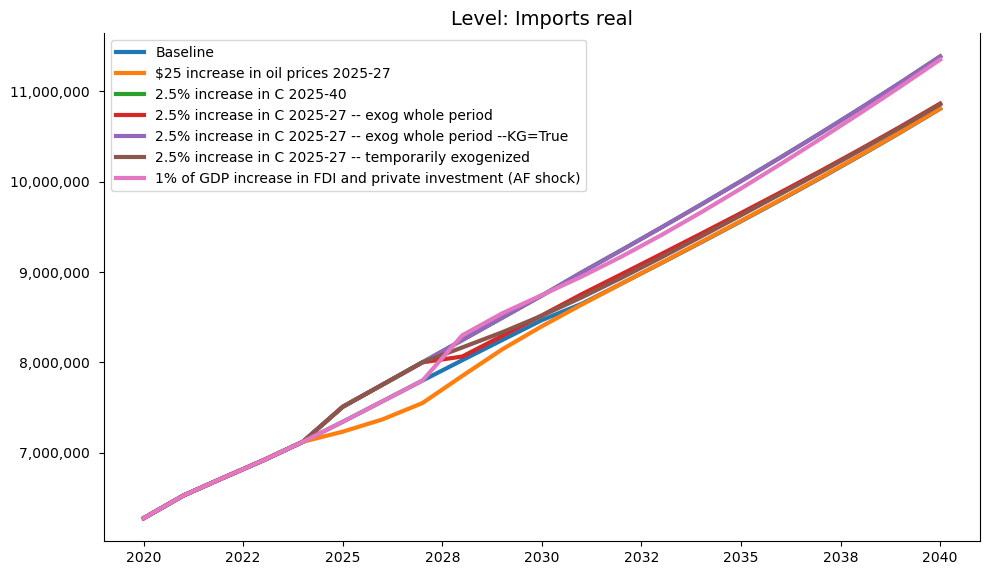 Level: Imports real
Baseline
$25 increase in oil prices 2025-27
2.5% increase in C 2025-40
2.5% increase in C 2025-27 -- exog whole period
2.5% increase in C 2025-27 -- exog whole period --KG=True
2.5% increase in C 2025-27 -- temporarily exogenized
1% of GDP increase in FDI and private investment (AF shock)
11,000,000
10,000,000
9,000,000
8,000,000
7,000,000
2020 2022 2025 2028 2030 2032 2035 2038 2040